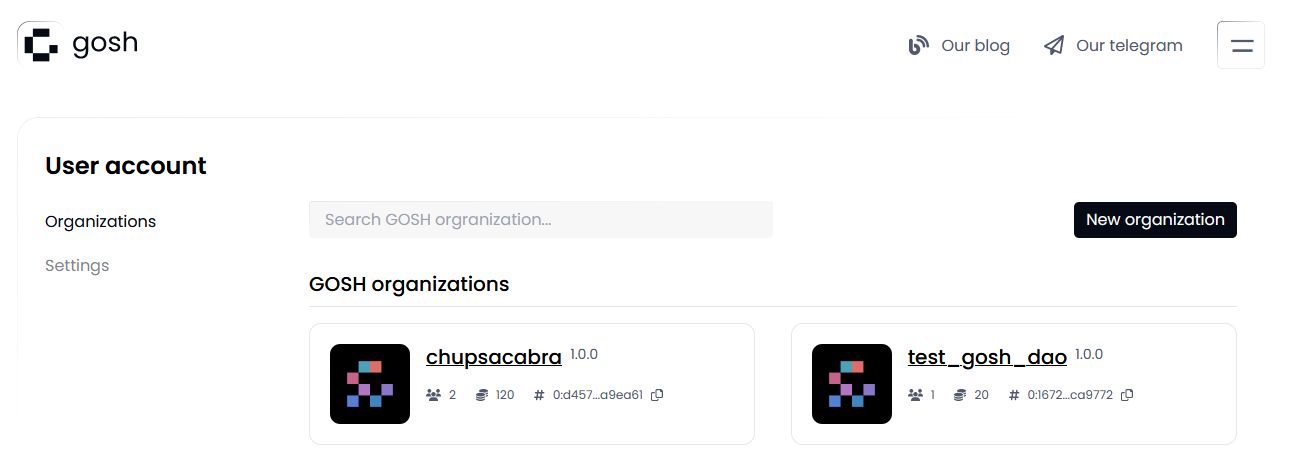 gosh
Our blog
Our telegram
User account
Organizations
Settings
Search GOSH orgranization...
New organization
GOSH organizations
chupsacabra 1.0.0
2 120 # 0:d457...a9ea61
test_gosh_dao 1.0.0
1 20 # 0:1672...ca9772